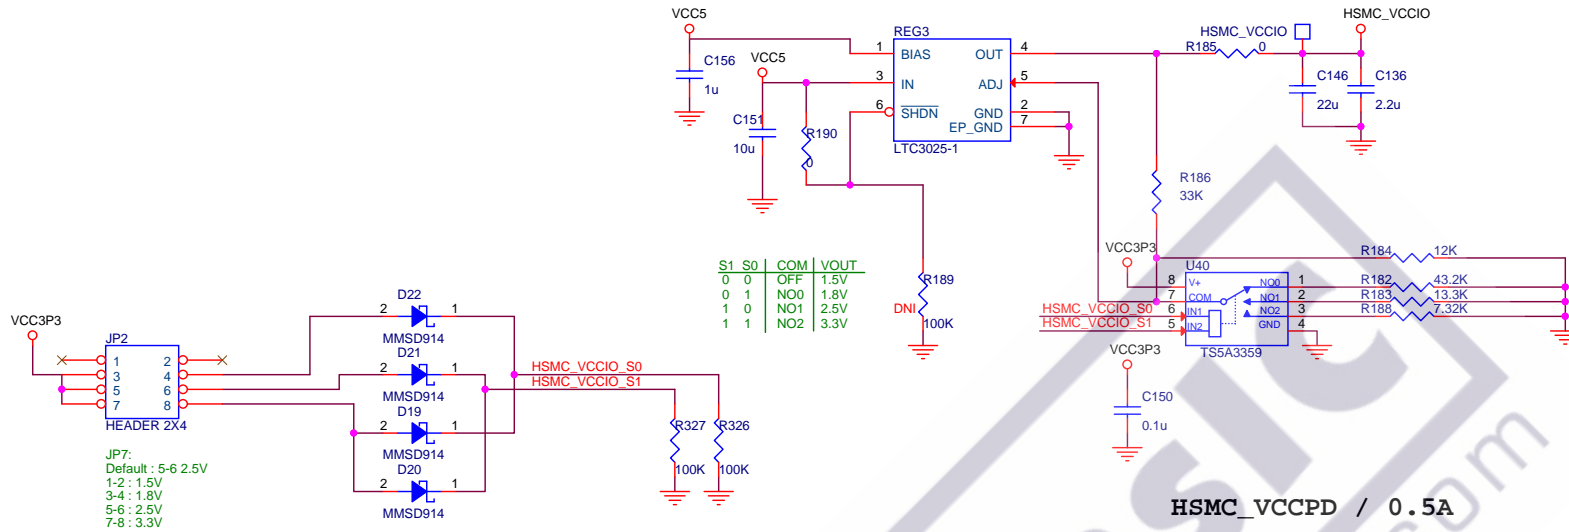 VCC5
C156
1u
VCC5
C151
10u
R190
0
REG3
1 BIAS OUT 4
3 IN ADJ 5
6 SHDN GND 2
EP_GND 7
LTC3025-1
R185 0
HSMC_VCCIO
HSMC_VCCIO
C146
22u
C136
2.2u
R186
33K
S1 S0 COM VOUT
0 0 OFF 1.5V
0 1 NO0 1.8V
1 0 NO1 2.5V
1 1 NO2 3.3V
R189
DNI
100K
VCC3P3
U40
8 V+ NO0 1
7 COM NO1 2
6 IN1 NO2 3
5 IN2 GND 4
TS5A3359
HSMC_VCCIO_S0
HSMC_VCCIO_S1
R184 12K
R182 43.2K
R183 13.3K
R188 7.32K
VCC3P3
C150
0.1u
VCC3P3
JP2
1 2
3 4
5 6
7 8
HEADER 2X4
D22
2 1
MMSD914
D21
2 1
MMSD914
D19
2 1
MMSD914
D20
2 1
MMSD914
HSMC_VCCIO_S0
HSMC_VCCIO_S1
R327
100K
R326
100K
JP7:
Default : 5-6 2.5V
1-2 : 1.5V
3-4 : 1.8V
5-6 : 2.5V
7-8 : 3.3V
HSMC_VCCPD / 0.5A
sic
com